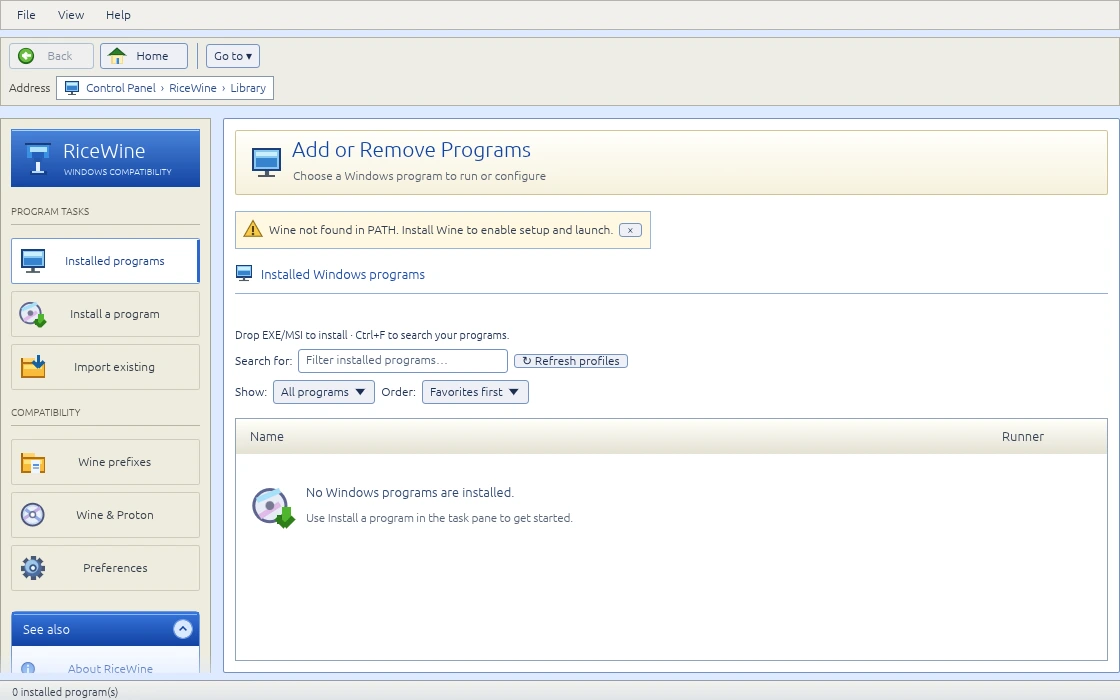 File View Help
Back Home Go to ▾
Address Control Panel › RiceWine › Library
RiceWine
WINDOWS COMPATIBILITY
PROGRAM TASKS
Installed programs
Install a program
Import existing
COMPATIBILITY
Wine prefixes
Wine & Proton
Preferences
See also
About RiceWine
Add or Remove Programs
Choose a Windows program to run or configure
Wine not found in PATH. Install Wine to enable setup and launch. x
Installed Windows programs
Drop EXE/MSI to install · Ctrl+F to search your programs.
Search for: Filter installed programs... ↻ Refresh profiles
Show: All programs ▼ Order: Favorites first ▼
Name Runner
No Windows programs are installed.
Use Install a program in the task pane to get started.
0 installed program(s)